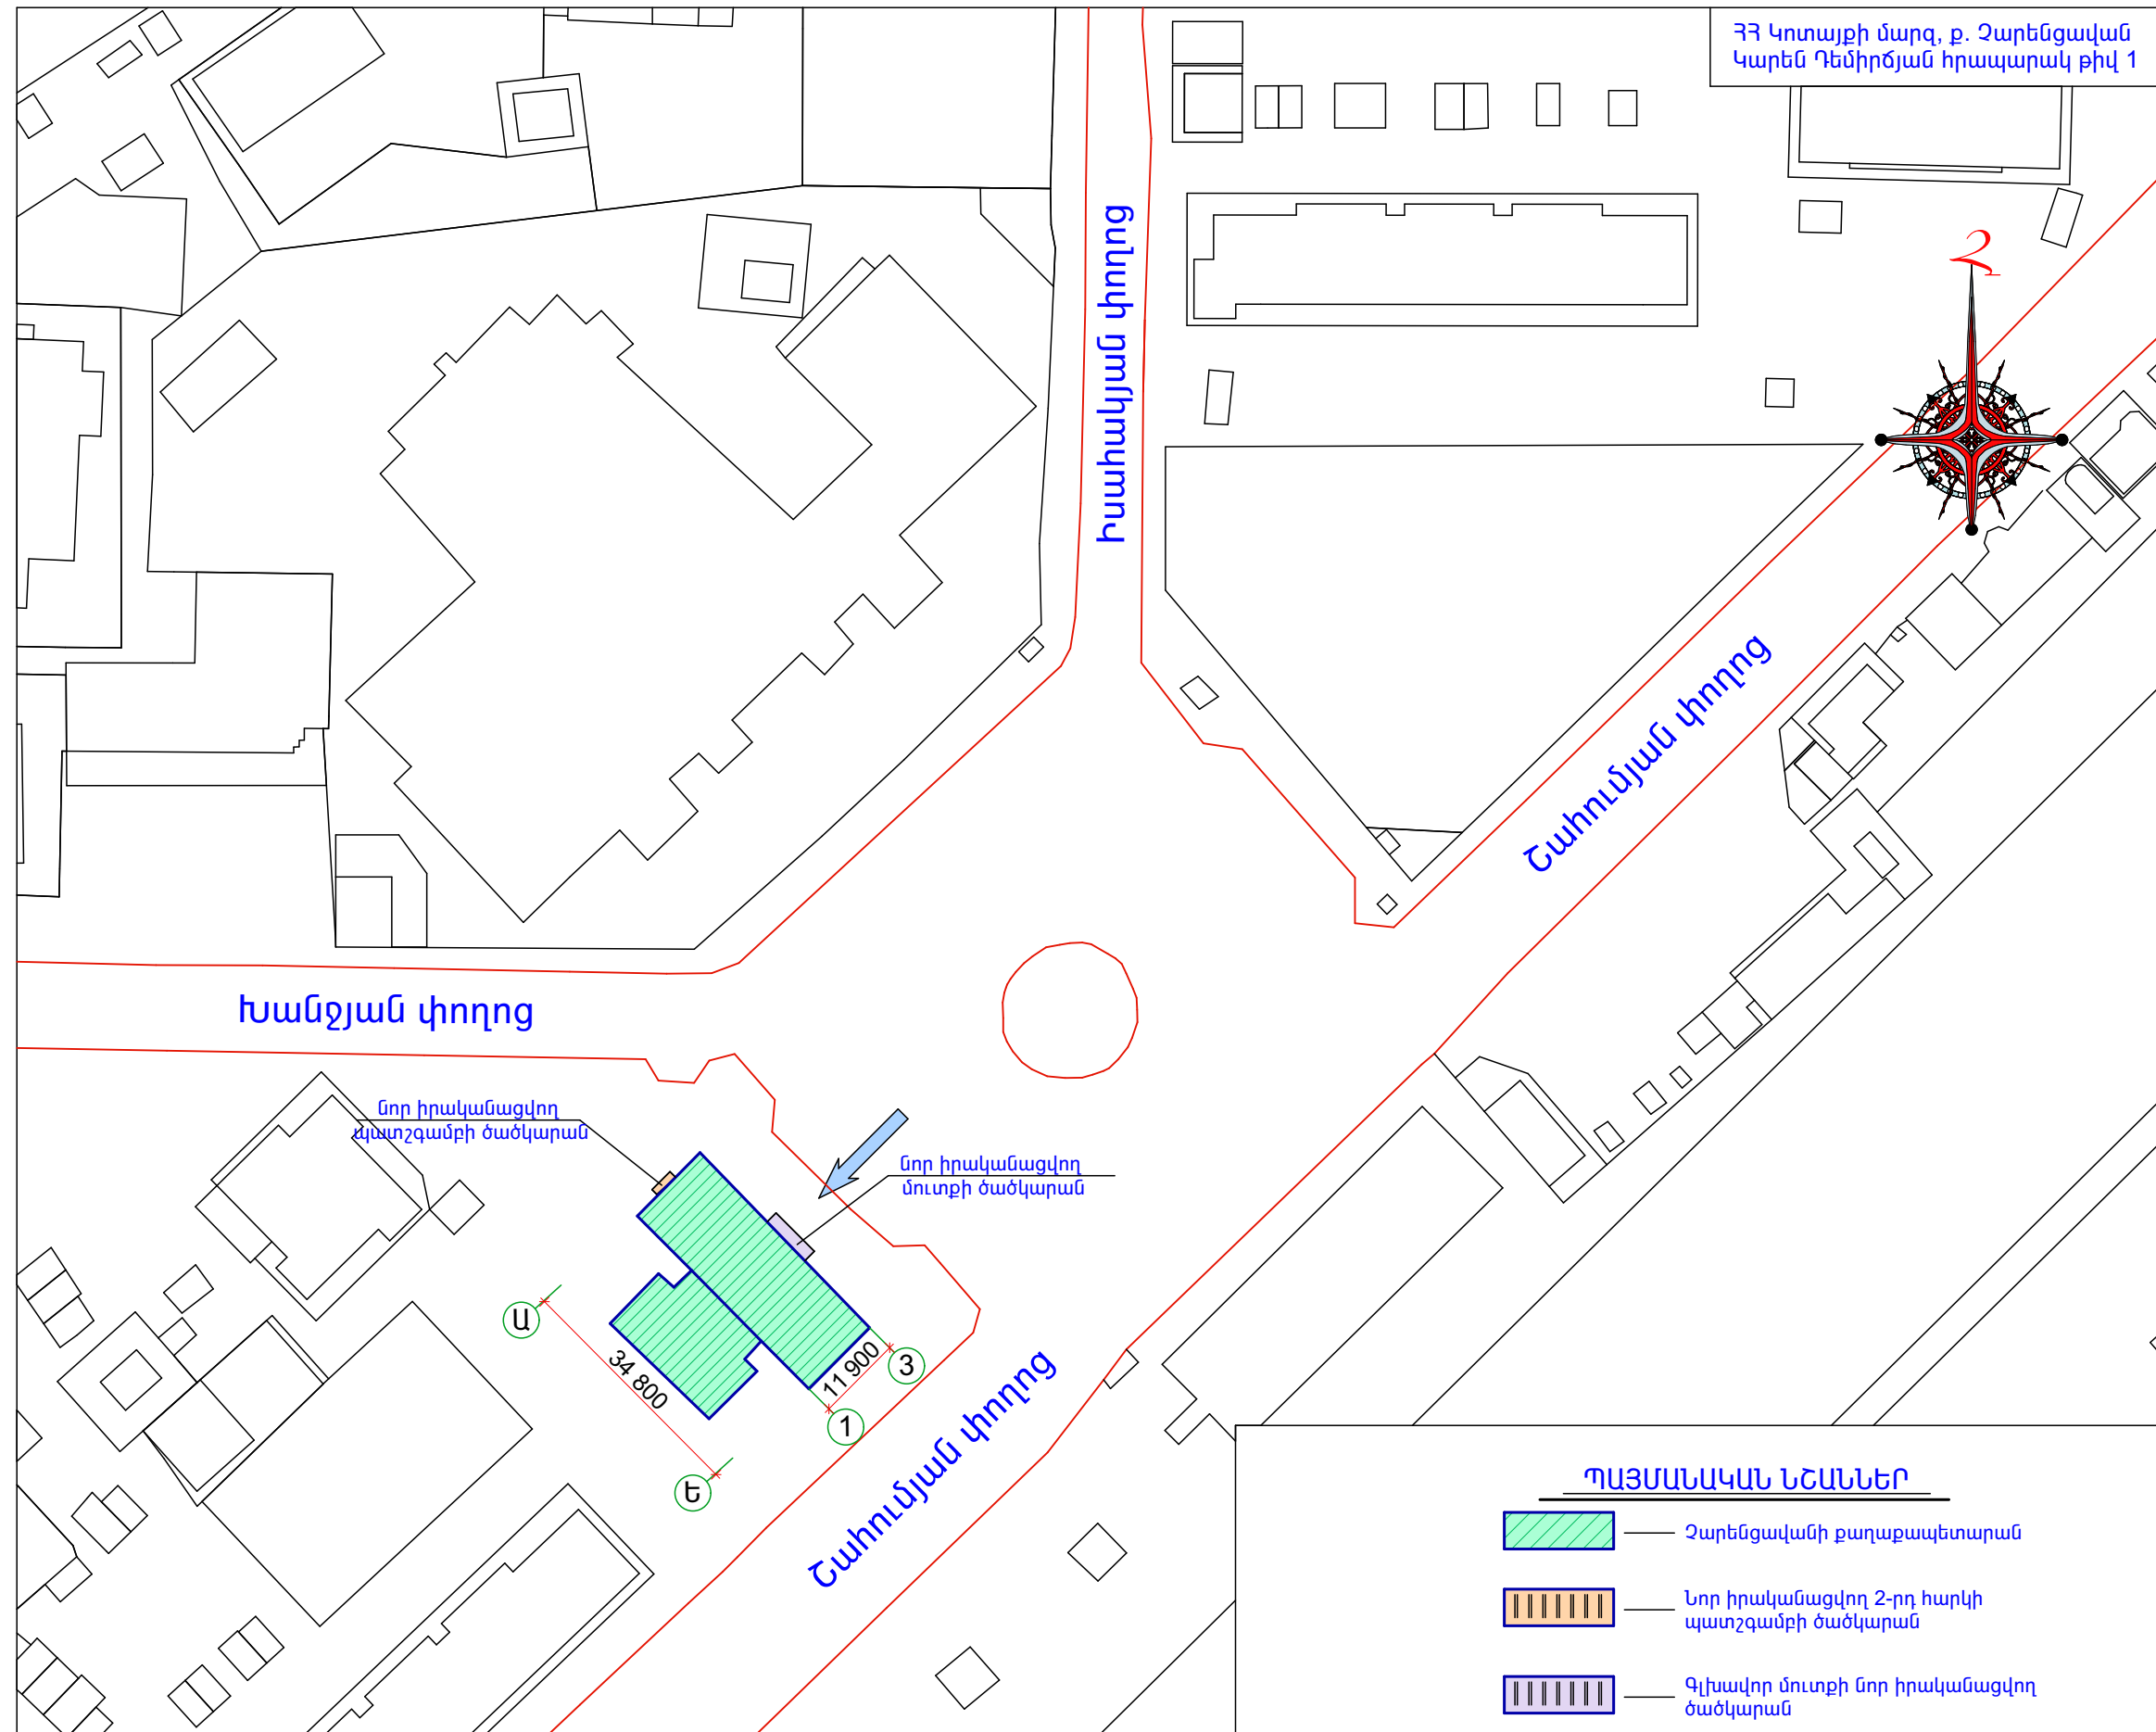 ՀՀ Կոտայքի մարզ, ք. Չարենցավան
Կարեն Դեմիրճյան հրապարակ թիվ 1
Հ
Իսահակյան փողոց
Շահումյան փողոց
Խանջյան փողոց
նոր իրականացվող
պատշգամբի ծածկարան
նոր իրականացվող
մուտքի ծածկարան
Ա
34 800
11 900
3
1
Ե
Շահումյան փողոց
ՊԱՅՄԱՆԱԿԱՆ ՆՇԱՆՆԵՐ
Չարենցավանի քաղաքապետարան
Նոր իրականացվող 2-րդ հարկի
պատշգամբի ծածկարան
Գլխավոր մուտքի նոր իրականացվող
ծածկարան